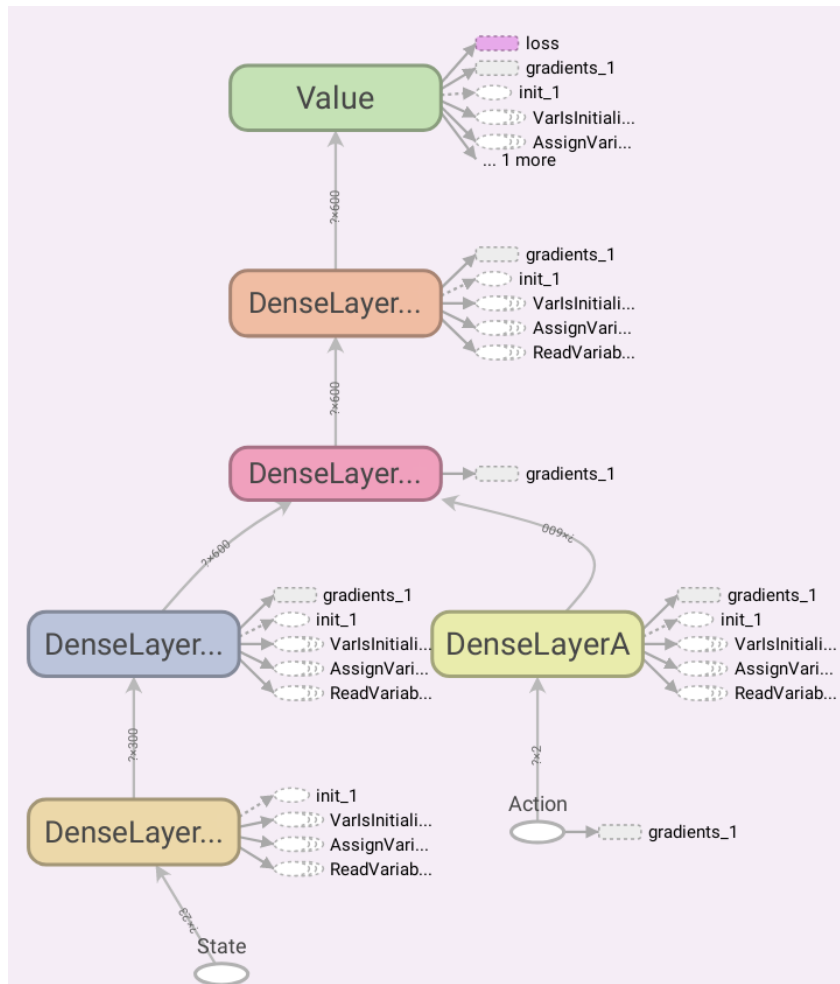 loss
gradients_1
Value
init_1
VarIsInitiali...
AssignVari...
... 1 more
?×600
gradients_1
init_1
DenseLayer...
VarIsInitiali...
AssignVari...
ReadVariab...
?×600
DenseLayer...
gradients_1
?×600
?×600
gradients_1
init_1
DenseLayer...
VarIsInitiali...
AssignVari...
ReadVariab...
gradients_1
init_1
DenseLayerA
VarIsInitiali...
AssignVari...
ReadVariab...
?×300
?×2
init_1
VarIsInitiali...
DenseLayer...
AssignVari...
ReadVariab...
Action
gradients_1
?×23
State